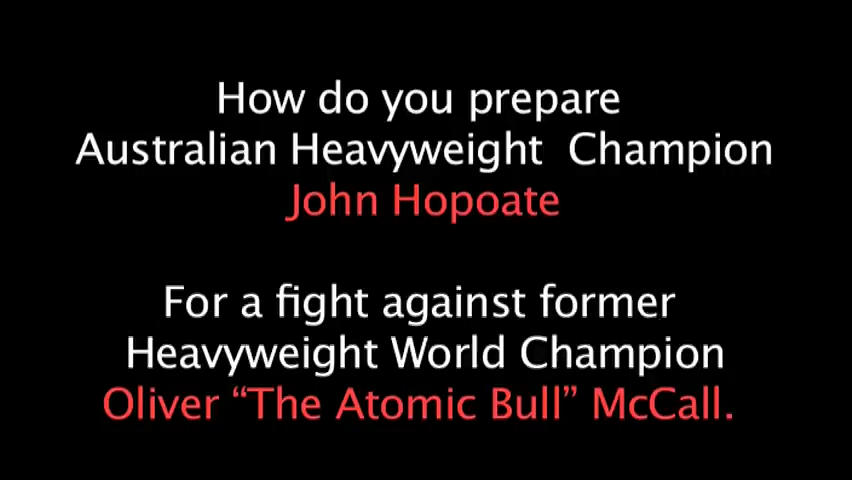 How do you prepare
Australian Heavyweight Champion
John Hopoate
For a fight against former
Heavyweight World Champion
Oliver “The Atomic Bull” McCall.